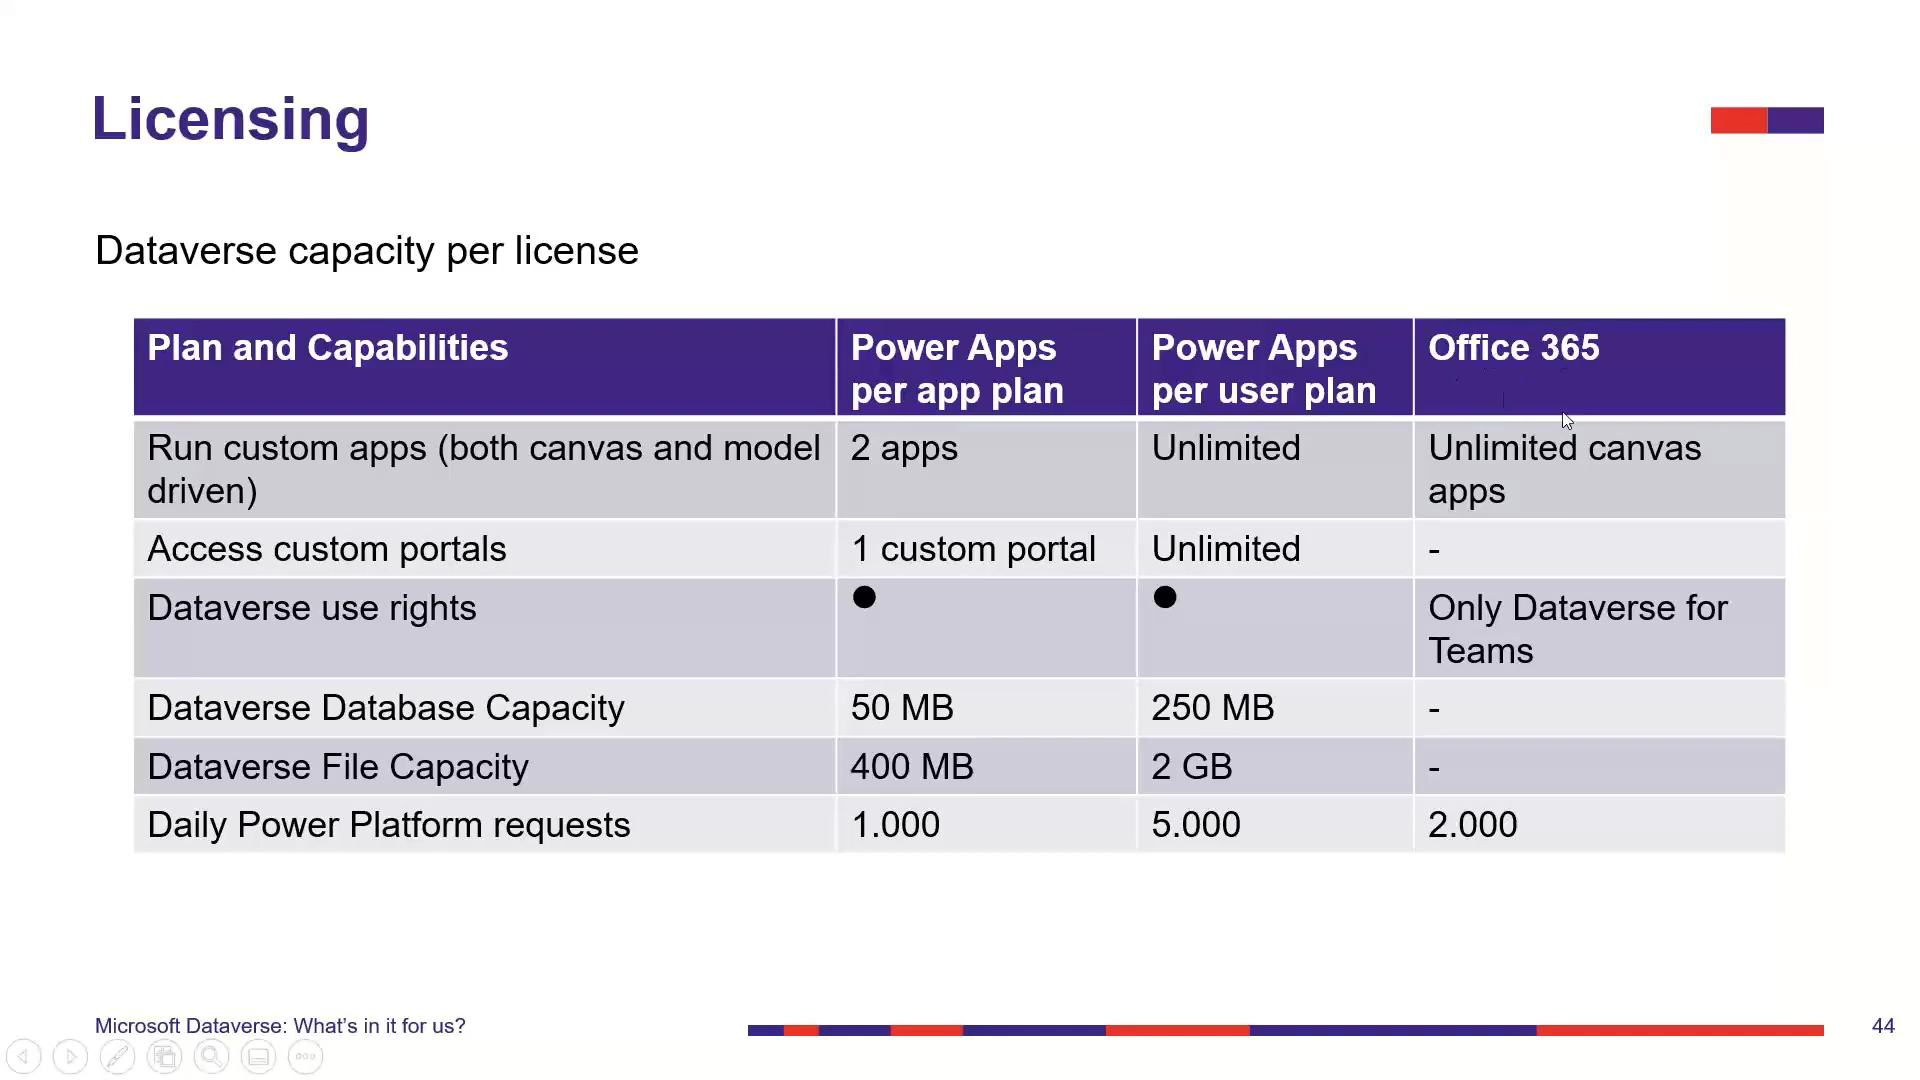 Licensing
Dataverse capacity per license
Plan and Capabilities
Power Apps
per app plan
Power Apps
per user plan
Office 365
Run custom apps (both canvas and model
driven)
2 apps
Unlimited
Unlimited canvas
apps
Access custom portals
1 custom portal
Unlimited
-
Dataverse use rights
●
●
Only Dataverse for
Teams
Dataverse Database Capacity
50 MB
250 MB
-
Dataverse File Capacity
400 MB
2 GB
-
Daily Power Platform requests
1.000
5.000
2.000
Microsoft Dataverse: What's in it for us?
44